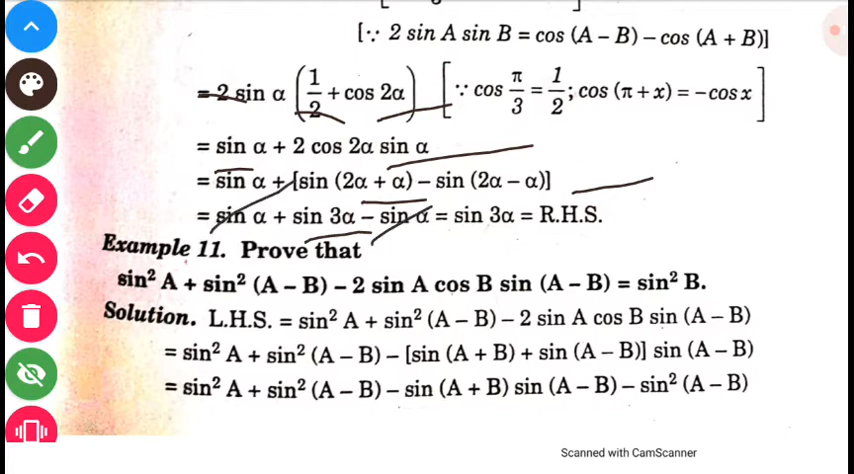 [∵ 2 sin A sin B = cos (A – B) – cos (A + B)]
= 2 sin α (1/2 + cos 2α) [∵ cos π/3 = 1/2; cos (π + x) = – cos x]
= sin α + 2 cos 2α sin α
= sin α + [sin (2α + α) – sin (2α – α)]
= sin α + sin 3α – sin α = sin 3α = R.H.S.
Example 11. Prove that
sin² A + sin² (A – B) – 2 sin A cos B sin (A – B) = sin² B.
Solution. L.H.S. = sin² A + sin² (A – B) – 2 sin A cos B sin (A – B)
= sin² A + sin² (A – B) – [sin (A + B) + sin (A – B)] sin (A – B)
= sin² A + sin² (A – B) – sin (A + B) sin (A – B) – sin² (A – B)
Scanned with CamScanner